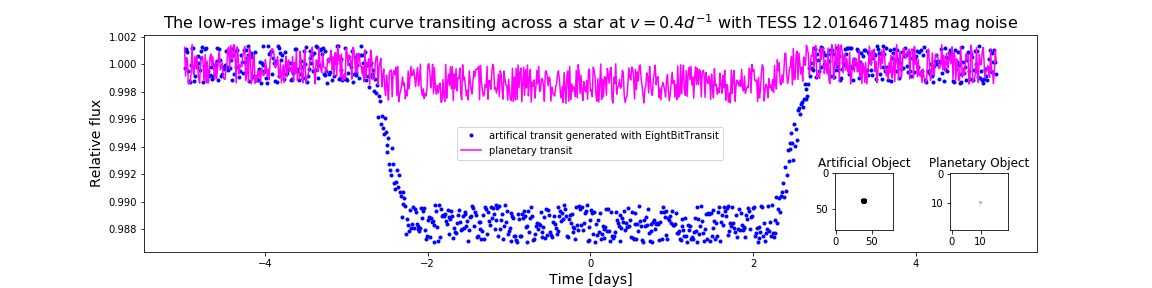 The low-res image's light curve transiting across a star at v = 0.4d⁻¹ with TESS 12.0164671485 mag noise
Relative flux
1.002
1.000
0.998
0.996
0.994
0.992
0.990
0.988
artifical transit generated with EightBitTransit
planetary transit
Artificial Object
0
50
0 50
Planetary Object
0
10
0 10
−4 −2 0 2 4
Time [days]